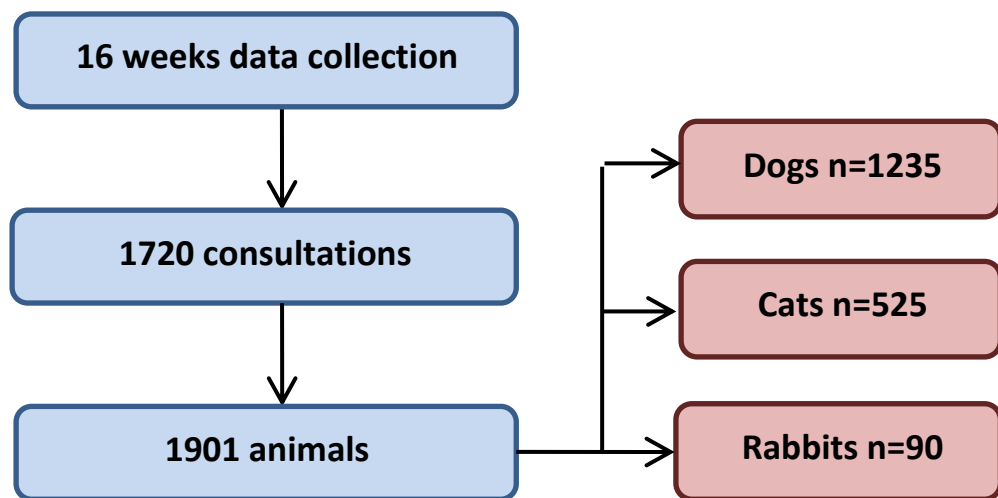 16 weeks data collection
1720 consultations
1901 animals
Dogs n=1235
Cats n=525
Rabbits n=90